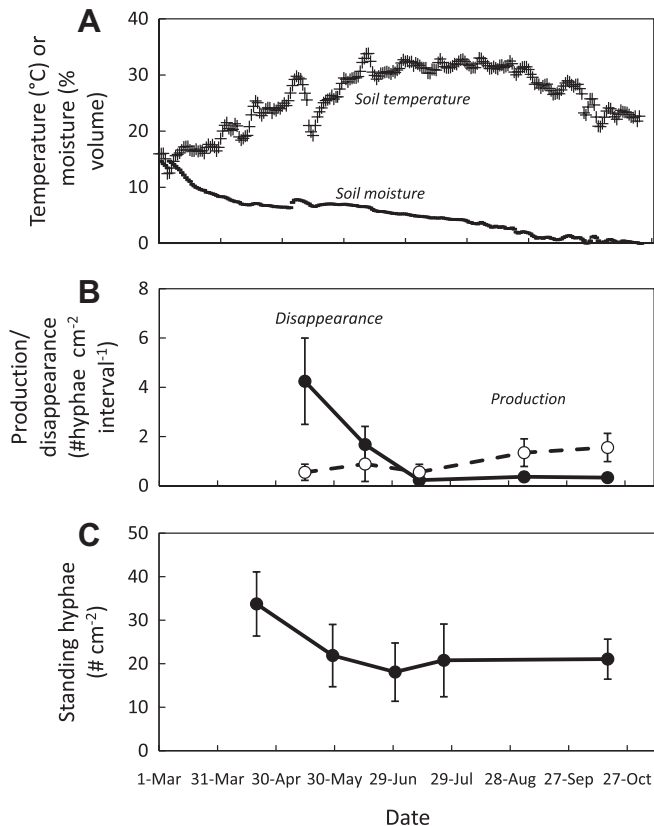 A
Temperature (°C) or
moisture (%
volume)
40
30
20
10
0
Soil temperature
Soil moisture
B
Production/
disappearance
(#hyphae cm-2
interval-1)
8
6
4
2
0
Disappearance
Production
C
Standing hyphae
(# cm-2)
50
40
30
20
10
0
1-Mar 31-Mar 30-Apr 30-May 29-Jun 29-Jul 28-Aug 27-Sep 27-Oct
Date